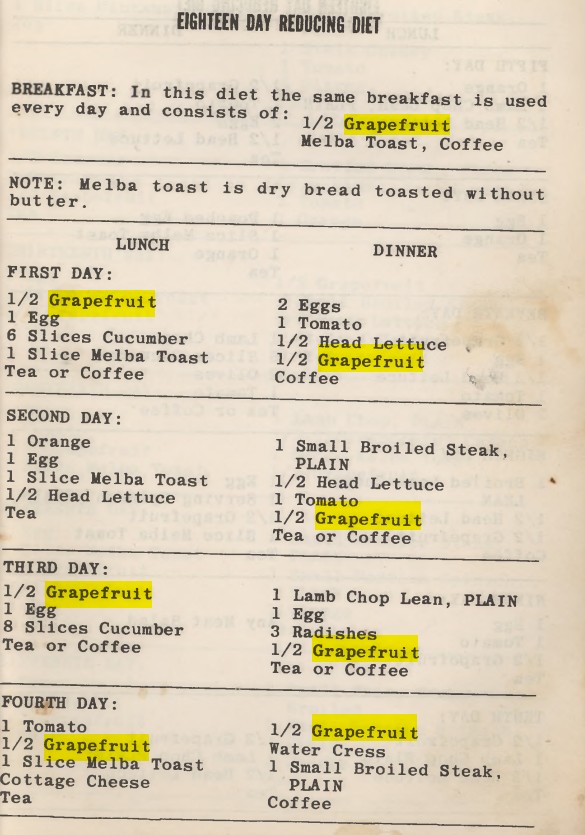 EIGHTEEN DAY REDUCING DIET
BREAKFAST: In this diet the same breakfast is used
every day and consists of:
1/2 Grapefruit
Melba Toast, Coffee
NOTE: Melba toast is dry bread toasted without
butter.
LUNCH
DINNER
FIRST DAY:
1/2 Grapefruit
1 Egg
6 Slices Cucumber
1 Slice Melba Toast
Tea or Coffee
2 Eggs
1 Tomato
1/2 Head Lettuce
1/2 Grapefruit
Coffee
SECOND DAY:
1 Orange
1 Egg
1 Slice Melba Toast
1/2 Head Lettuce
Tea
1 Small Broiled Steak,
PLAIN
1/2 Head Lettuce
1 Tomato
1/2 Grapefruit
Tea or Coffee
THIRD DAY:
1/2 Grapefruit
1 Egg
8 Slices Cucumber
Tea or Coffee
1 Lamb Chop Lean, PLAIN
1 Egg
3 Radishes
1/2 Grapefruit
Tea or Coffee
FOURTH DAY:
1 Tomato
1/2 Grapefruit
1 Slice Melba Toast
Cottage Cheese
Tea
1/2 Grapefruit
Water Cress
1 Small Broiled Steak,
PLAIN
Coffee